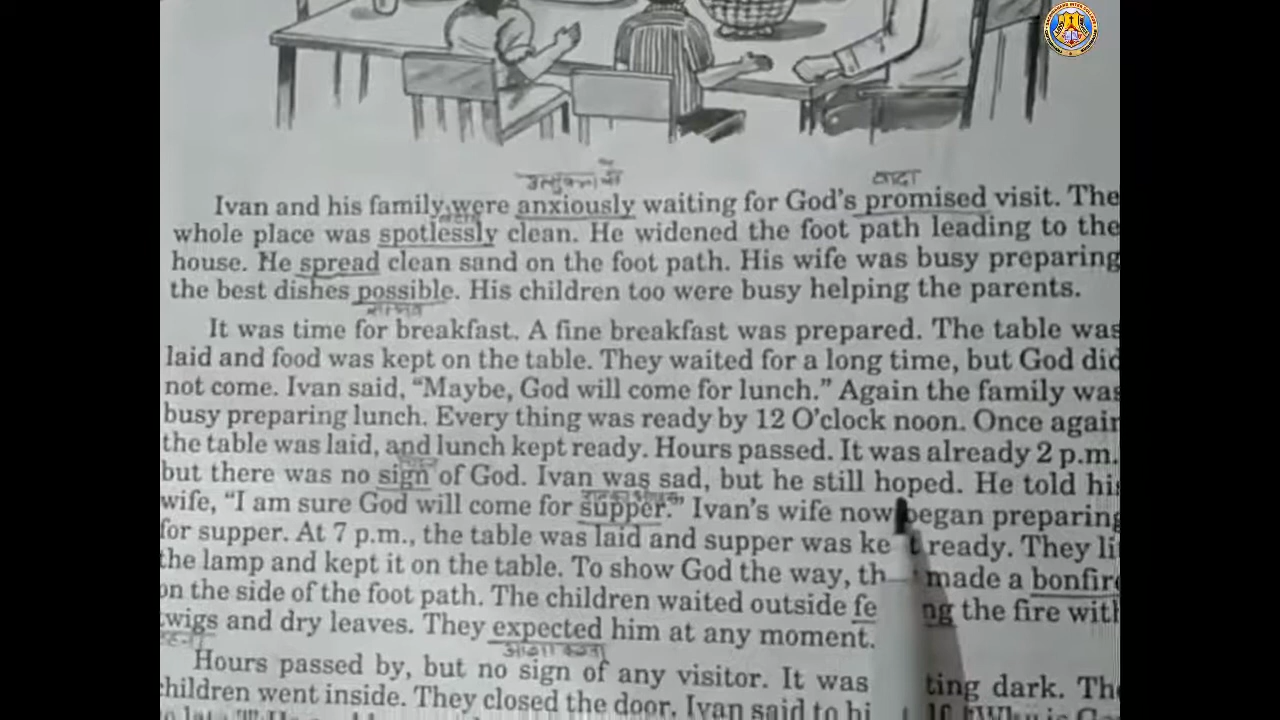 उत्सुकता से
वादा
Ivan and his family were anxiously waiting for God's promised visit. The
whole place was spotlessly clean. He widened the foot path leading to the
house. He spread clean sand on the foot path. His wife was busy preparing
the best dishes possible. His children too were busy helping the parents.
सम्भव
It was time for breakfast. A fine breakfast was prepared. The table was
laid and food was kept on the table. They waited for a long time, but God did
not come. Ivan said, "Maybe, God will come for lunch." Again the family was
busy preparing lunch. Every thing was ready by 12 O'clock noon. Once again
the table was laid, and lunch kept ready. Hours passed. It was already 2 p.m.
but there was no sign of God. Ivan was sad, but he still hoped. He told his
wife, "I am sure God will come for supper." Ivan's wife now began preparing
for supper. At 7 p.m., the table was laid and supper was ke t ready. They li
the lamp and kept it on the table. To show God the way, th made a bonfir
on the side of the foot path. The children waited outside fe ng the fire with
twigs and dry leaves. They expected him at any moment.
आशा करना
Hours passed by, but no sign of any visitor. It was ting dark. Th
children went inside. They closed the door. Ivan said to hi